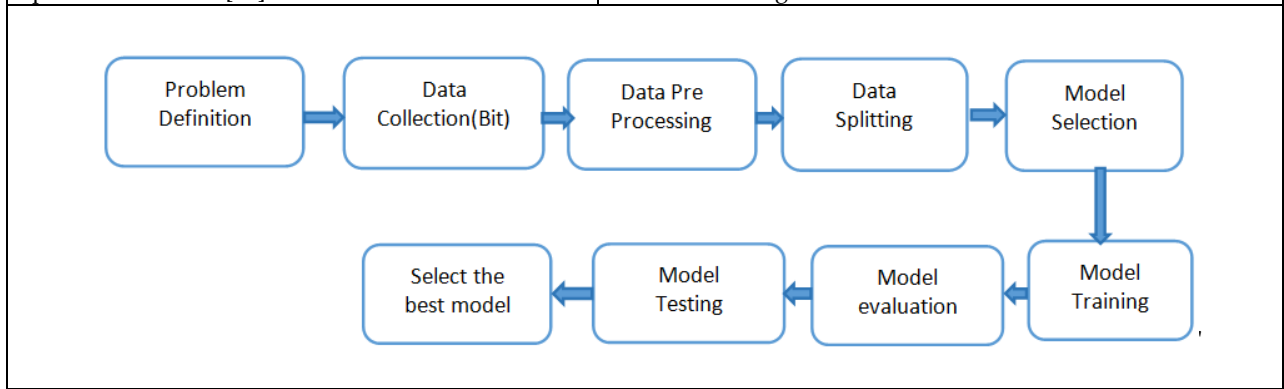 Problem
Definition
Data
Collection(Bit)
Data Pre
Processing
Data
Splitting
Model
Selection
Model
Training
Model
evaluation
Model
Testing
Select the
best model
,